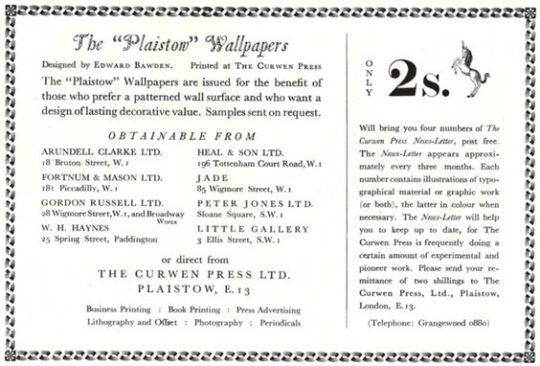 The "Plaistow" Wallpapers
Designed by EDWARD BAWDEN. Printed at THE CURWEN PRESS
The "Plaistow" Wallpapers are issued for the benefit of
those who prefer a patterned wall surface and who want a
design of lasting decorative value. Samples sent on request.
OBTAINABLE FROM
ARUNDELL CLARKE LTD.
18 Bruton Street, W.1
FORTNUM & MASON LTD.
181 Piccadilly, W1
GORDON RUSSELL LTD.
28 Wigmore Street, W.1, and Broadway
Worcs
W. H. HAYNES
25 Spring Street, Paddington
HEAL & SON LTD.
196 Tottenham Court Road, W.1
JADE
85 Wigmore Street, W.1
PETER JONES LTD.
Sloane Square, S.W.1
LITTLE GALLERY
3 Ellis Street, S.W.1
or direct from
THE CURWEN PRESS LTD.
PLAISTOW, E.13
Business Printing : Book Printing : Press Advertising
Lithography and Offset : Photography : Periodicals
ONLY
2s.
Will bring you four numbers of The
Curwen Press News-Letter, post free.
The News-Letter appears approxi-
mately every three months. Each
number contains illustrations of typo-
graphical material or graphic work
(or both), the latter in colour when
necessary. The News-Letter will help
you to keep up to date, for The
Curwen Press is frequently doing a
certain amount of experimental and
pioneer work. Please send your re-
mittance of two shillings to The
Curwen Press, Ltd., Plaistow,
London, E.13.
(Telephone: Grangewood 0880)